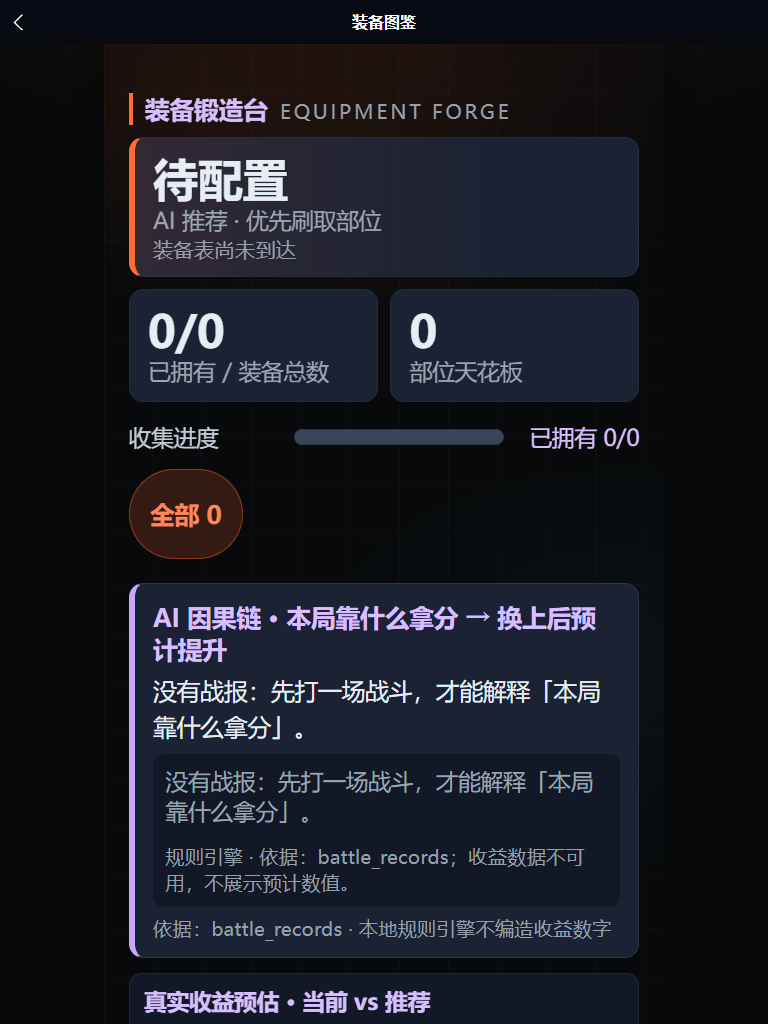 装备图鉴
装备锻造台 EQUIPMENT FORGE
待配置
AI 推荐 · 优先刷取部位
装备表尚未到达
0/0
已拥有 / 装备总数
0
部位天花板
收集进度 已拥有 0/0
全部 0
AI 因果链 · 本局靠什么拿分 → 换上后预
计提升
没有战报：先打一场战斗，才能解释「本局
靠什么拿分」。
没有战报：先打一场战斗，才能解释「本局
靠什么拿分」。
规则引擎 · 依据：battle_records；收益数据不可
用，不展示预计数值。
依据：battle_records · 本地规则引擎不编造收益数字
真实收益预估 · 当前 vs 推荐